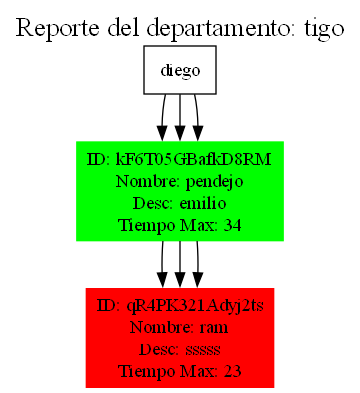 Reporte del departamento: tigo
diego
ID: kF6T05GBafkD8RM
Nombre: pendejo
Desc: emilio
Tiempo Max: 34
ID: qR4PK321Adyj2ts
Nombre: ram
Desc: sssss
Tiempo Max: 23